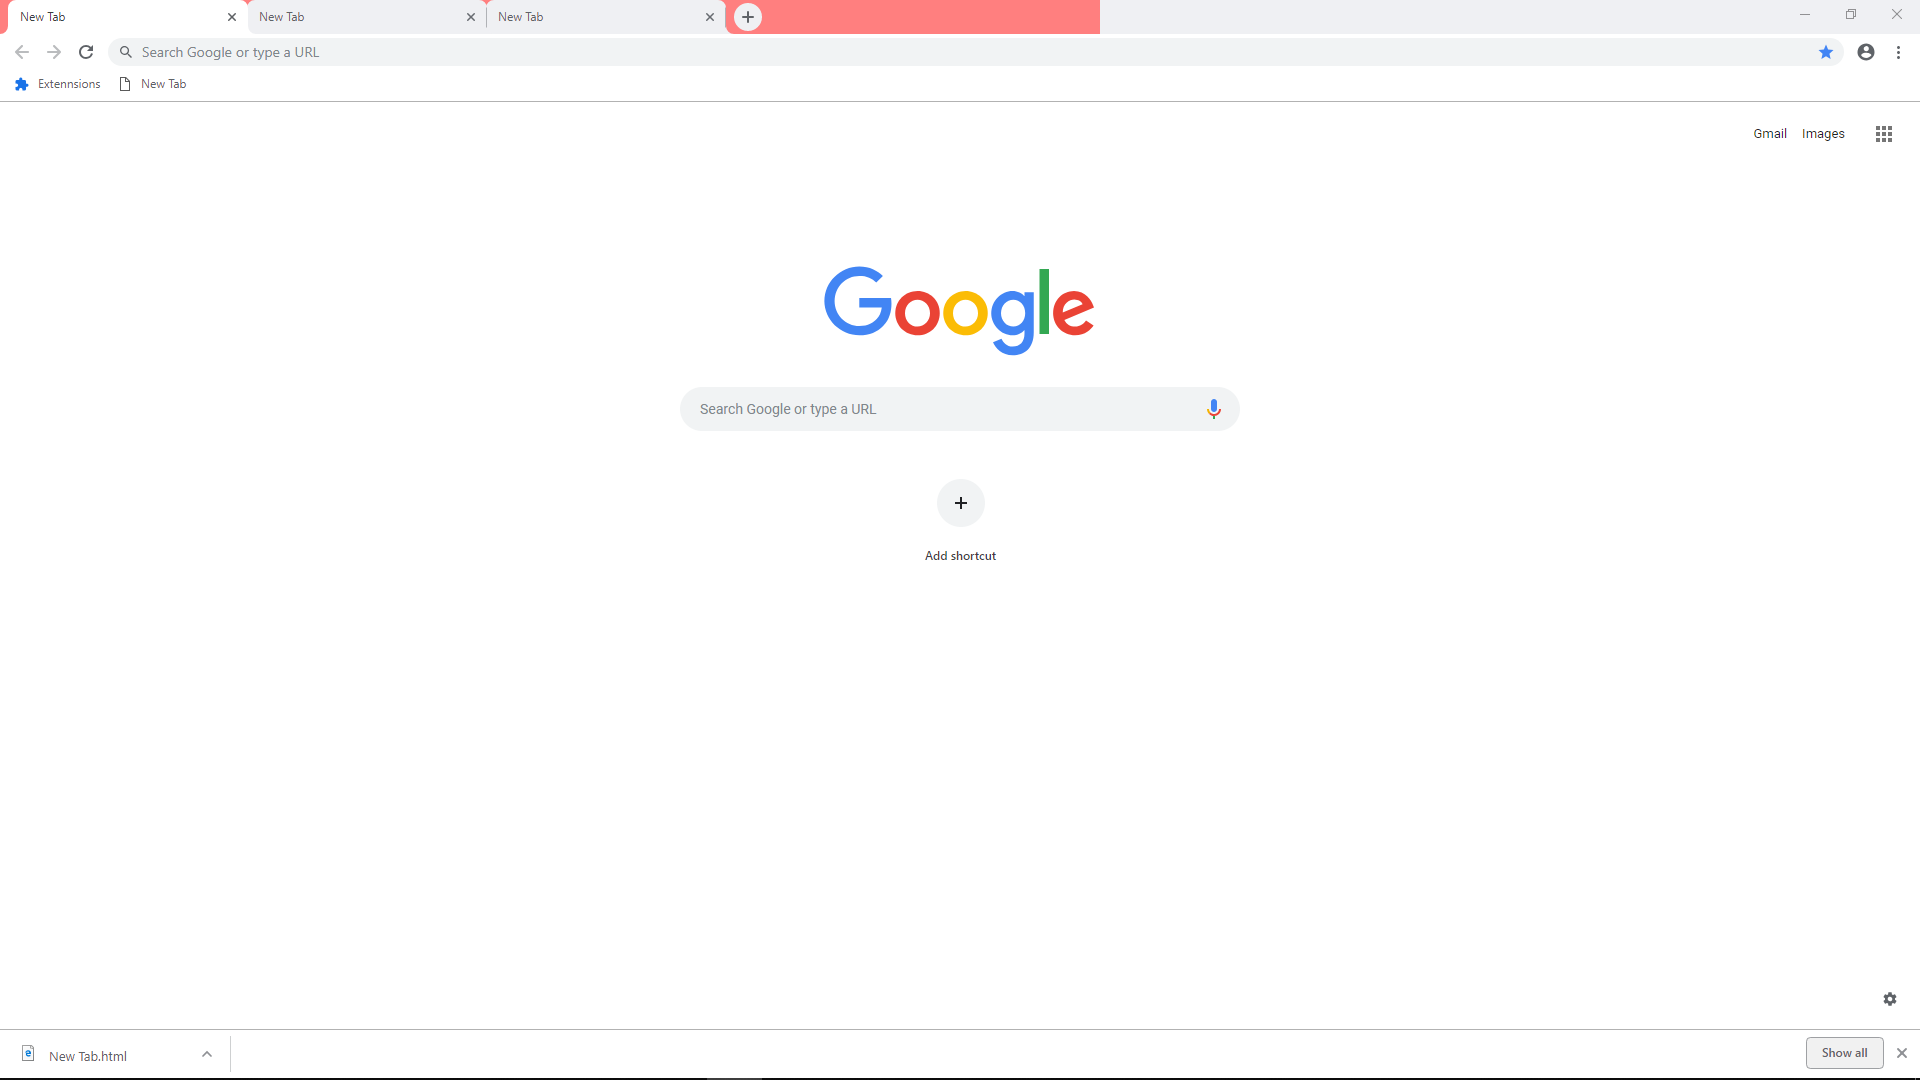 New Tab
New Tab
New Tab
Search Google or type a URL
Extennsions
New Tab
Gmail
Images
Google
Search Google or type a URL
Add shortcut
New Tab.html
Show all